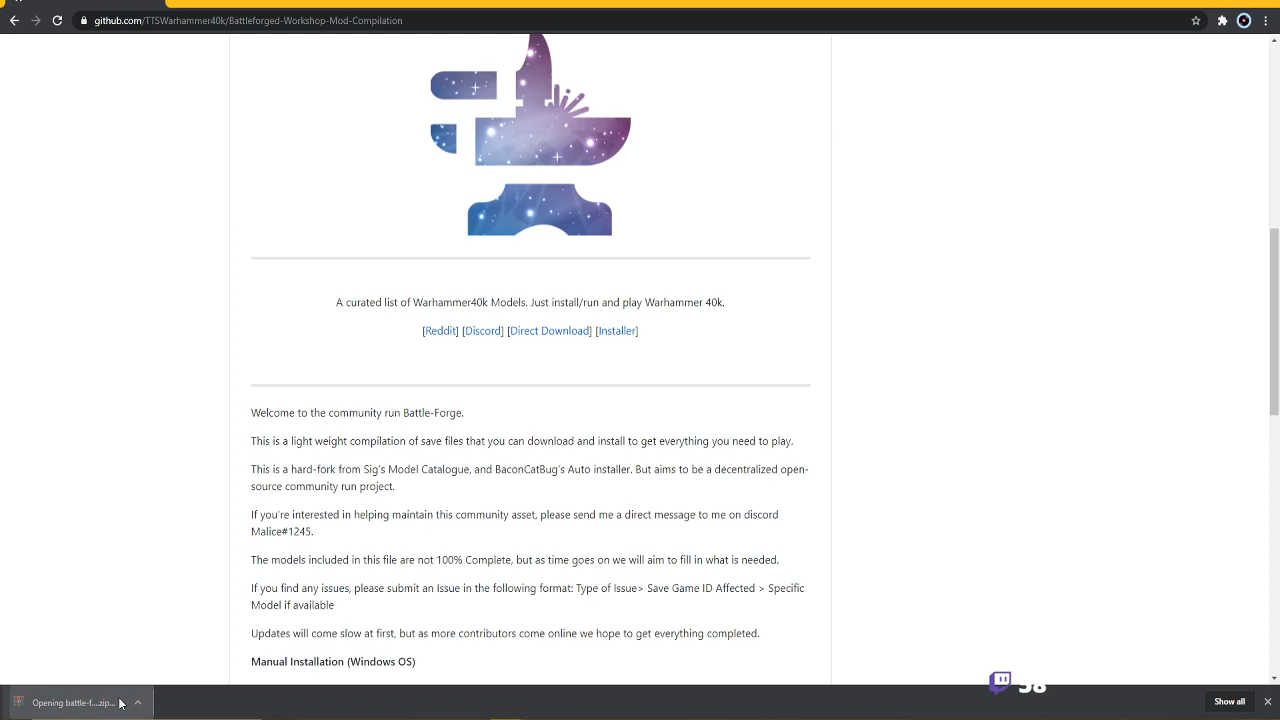 github.com/TTSWarhammer40k/Battleforged-Workshop-Mod-Compilation
A curated list of Warhammer40k Models. Just install/run and play Warhammer 40k.
[Reddit] [Discord] [Direct Download] [Installer]
Welcome to the community run Battle-Forge.
This is a light weight compilation of save files that you can download and install to get everything you need to play.
This is a hard-fork from Sig's Model Catalogue, and BaconCatBug's Auto installer. But aims to be a decentralized open-
source community run project.
If you're interested in helping maintain this community asset, please send me a direct message to me on discord
Malice#1245.
The models included in this file are not 100% Complete, but as time goes on we will aim to fill in what is needed.
If you find any issues, please submit an Issue in the following format: Type of Issue> Save Game ID Affected > Specific
Model if available
Updates will come slow at first, but as more contributors come online we hope to get everything completed.
Manual Installation (Windows OS)
Opening battle-f....zip...
58
Show all